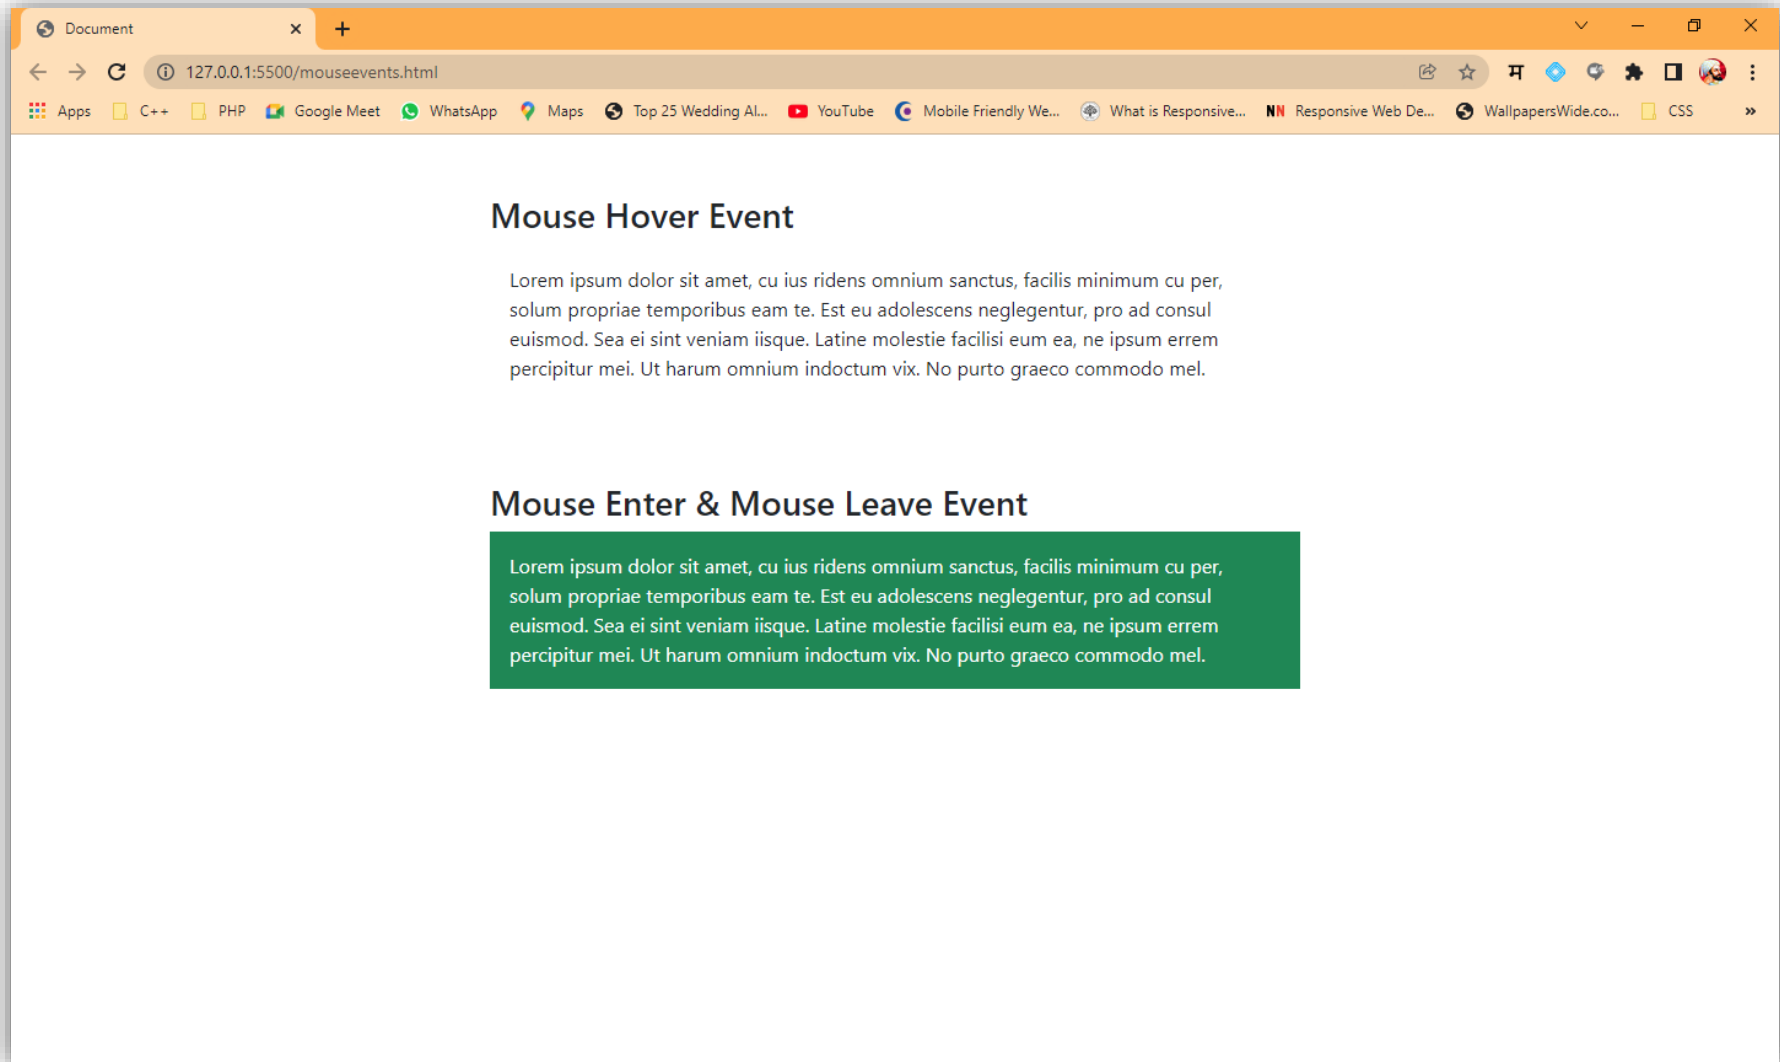 Document
127.0.0.1:5500/mouseevents.html
म
Apps C++ PHP Google Meet WhatsApp Maps Top 25 Wedding Al... YouTube Mobile Friendly We... What is Responsive... NN Responsive Web De... WallpapersWide.co... CSS »
Mouse Hover Event
Lorem ipsum dolor sit amet, cu ius ridens omnium sanctus, facilis minimum cu per,
solum propriae temporibus eam te. Est eu adolescens neglegentur, pro ad consul
euismod. Sea ei sint veniam iisque. Latine molestie facilisi eum ea, ne ipsum errem
percipitur mei. Ut harum omnium indoctum vix. No purto graeco commodo mel.
Mouse Enter & Mouse Leave Event
Lorem ipsum dolor sit amet, cu ius ridens omnium sanctus, facilis minimum cu per,
solum propriae temporibus eam te. Est eu adolescens neglegentur, pro ad consul
euismod. Sea ei sint veniam iisque. Latine molestie facilisi eum ea, ne ipsum errem
percipitur mei. Ut harum omnium indoctum vix. No purto graeco commodo mel.